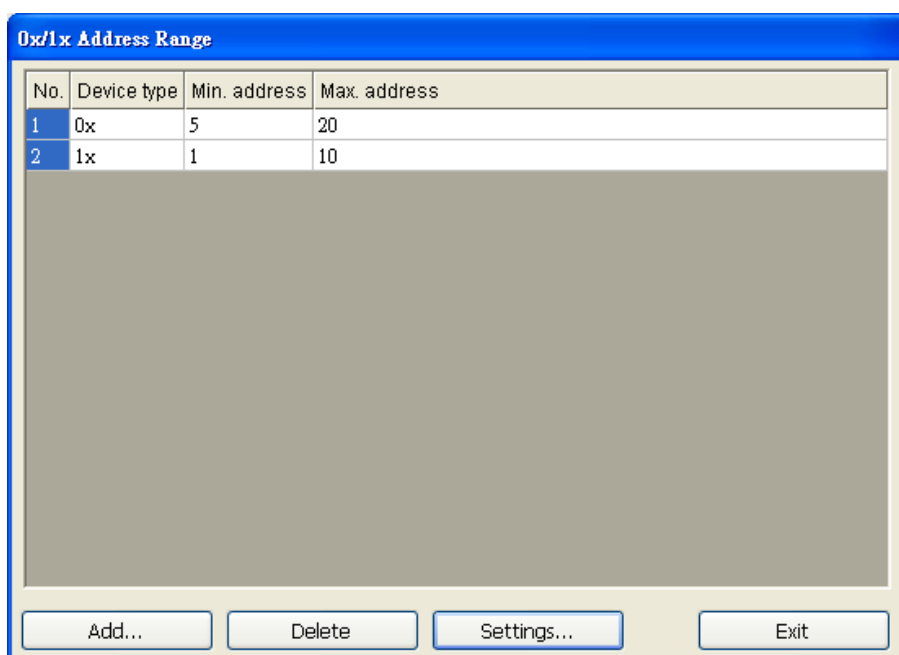 0x/1x Address Range
No. Device type Min. address Max. address
1 0x 5 20
2 1x 1 10
Add... Delete Settings... Exit